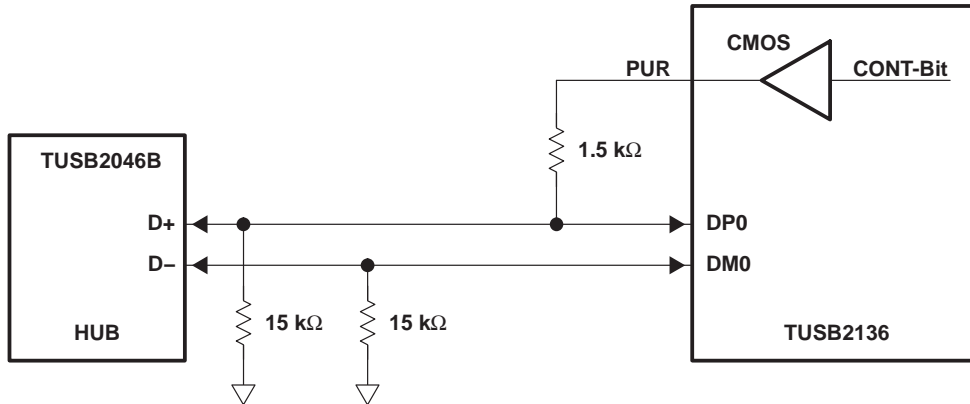 CMOS
PUR
CONT-Bit
1.5 kΩ
TUSB2046B
D+
DP0
D–
DM0
15 kΩ
15 kΩ
HUB
TUSB2136